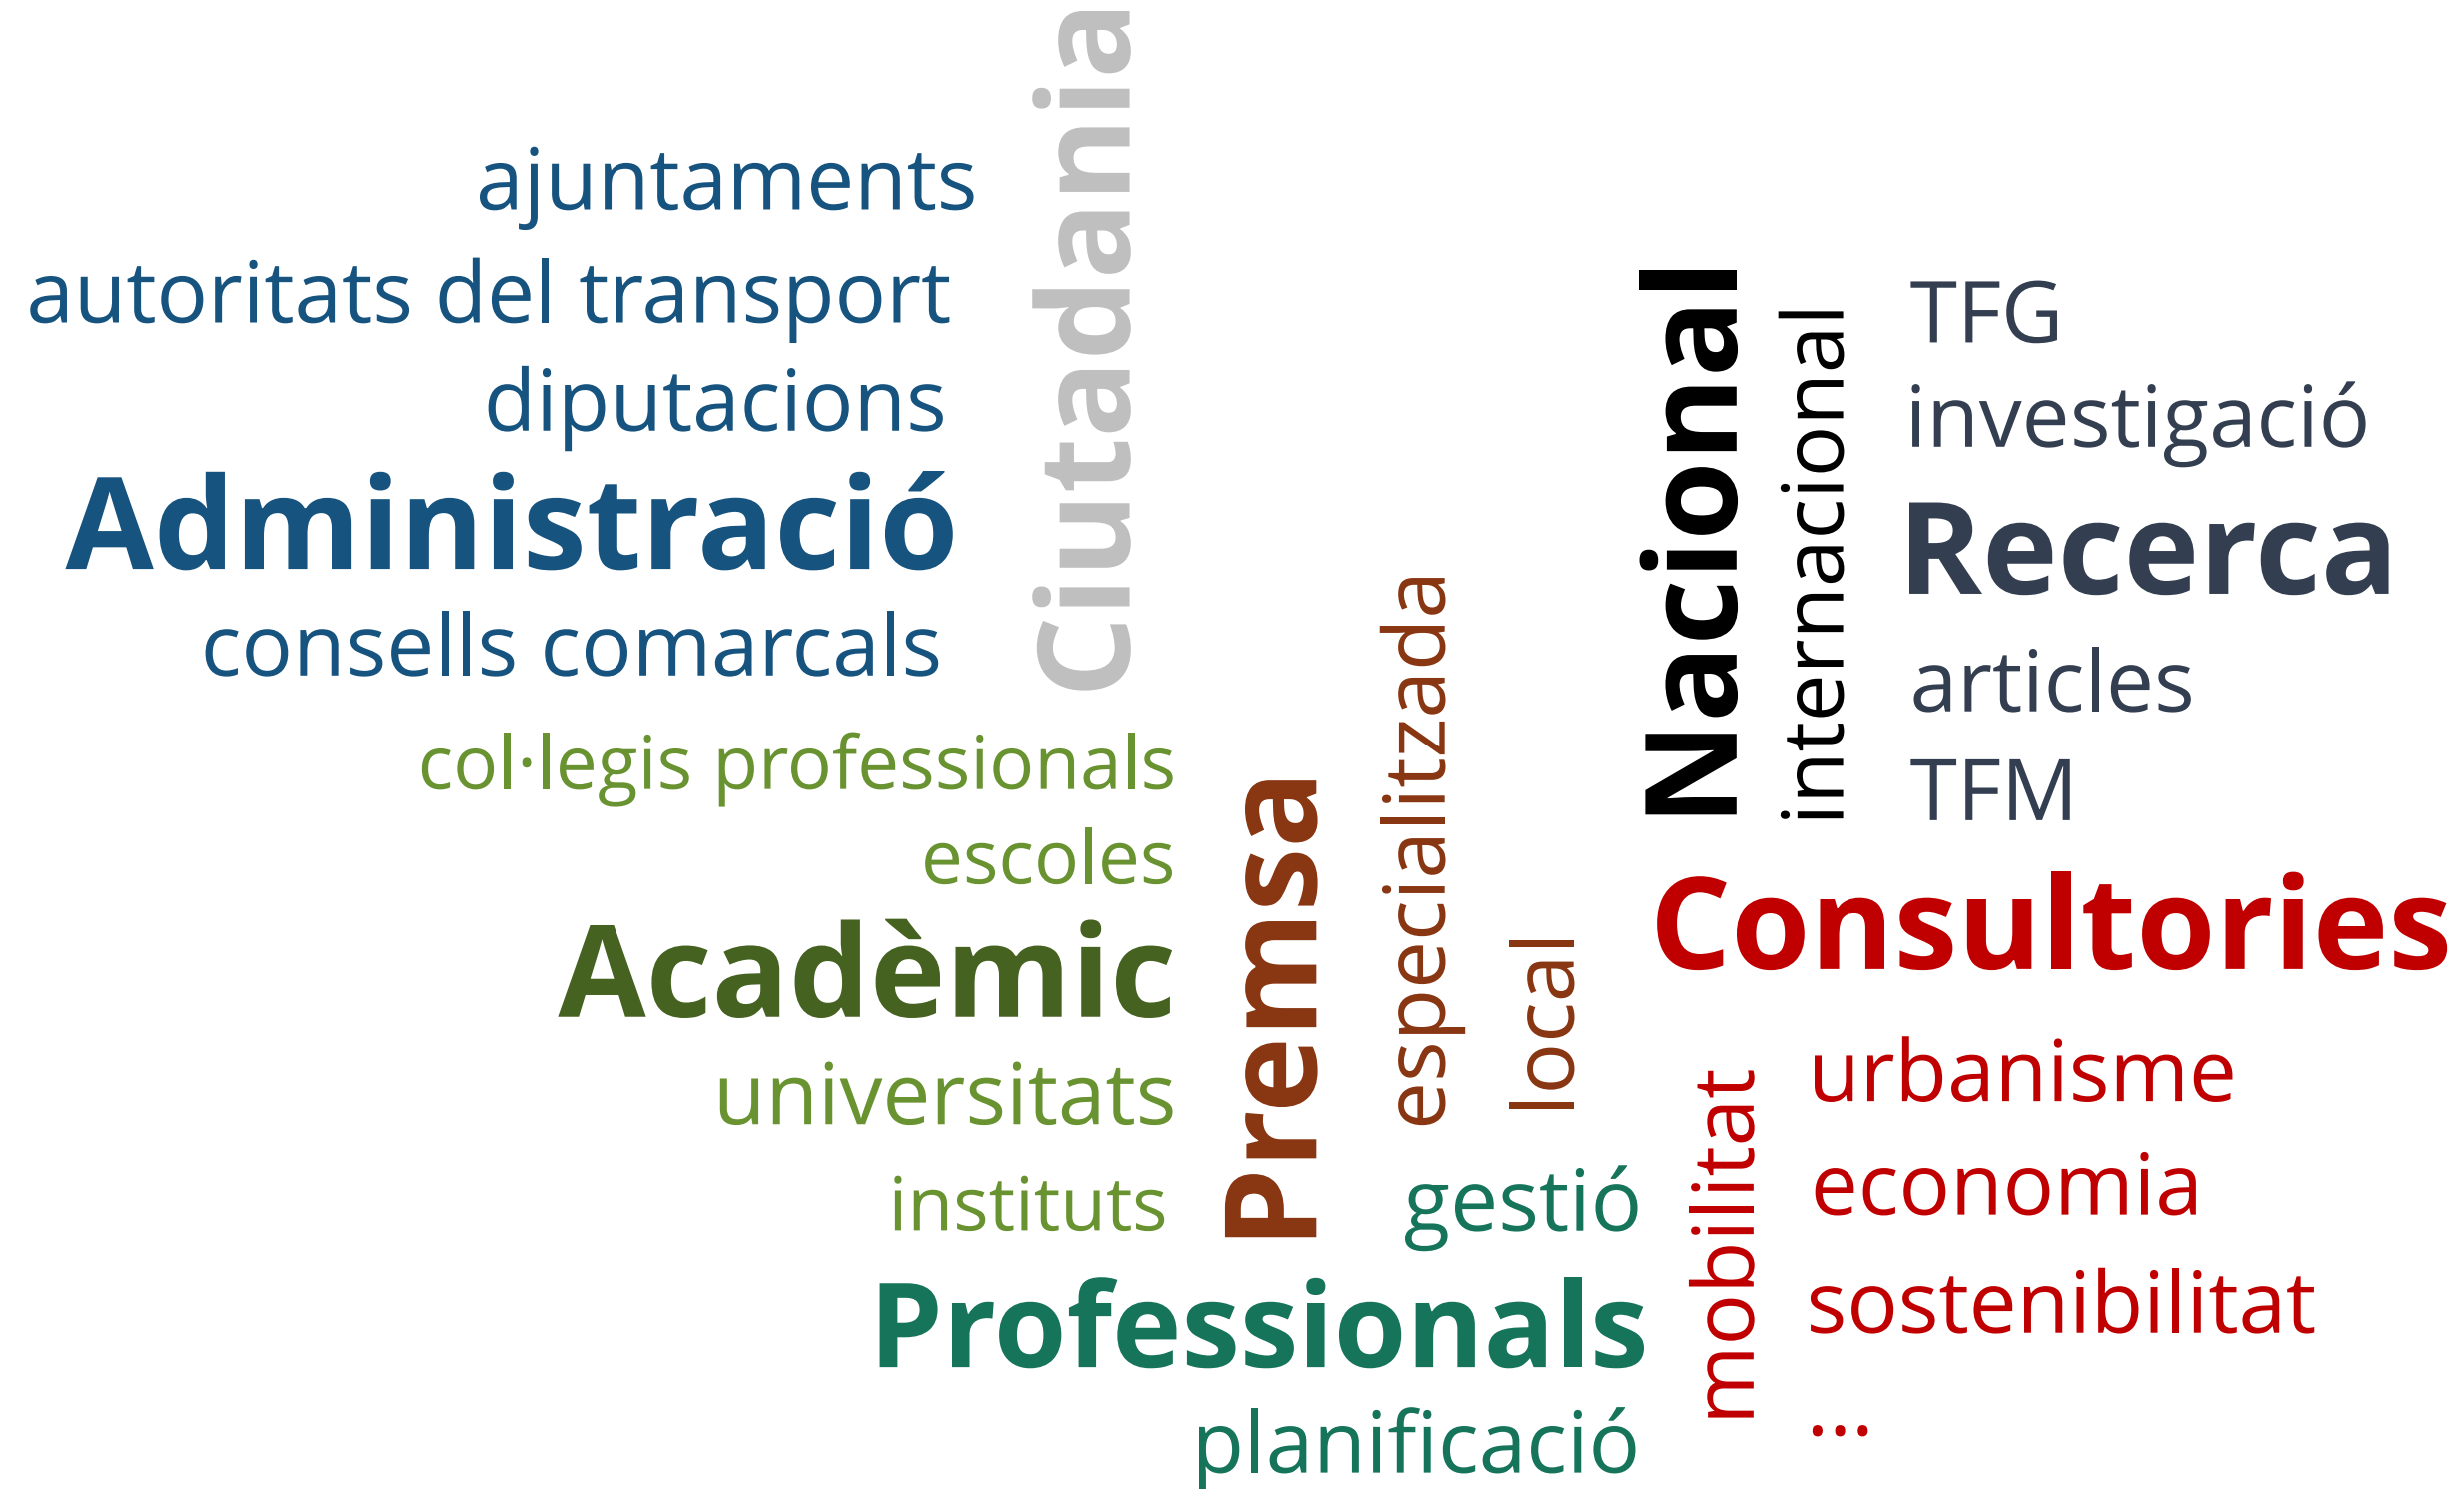 ajuntaments
autoritats del transport
diputacions
Administració
consells comarcals
Ciutadania
col·legis professionals
escoles
Acadèmic
universitats
instituts
Premsa
especialitzada
local
gestió
Professionals
planificació
Nacional
internacional
TFG
investigació
Recerca
articles
TFM
Consultories
mobilitat
urbanisme
economia
sostenibilitat
...